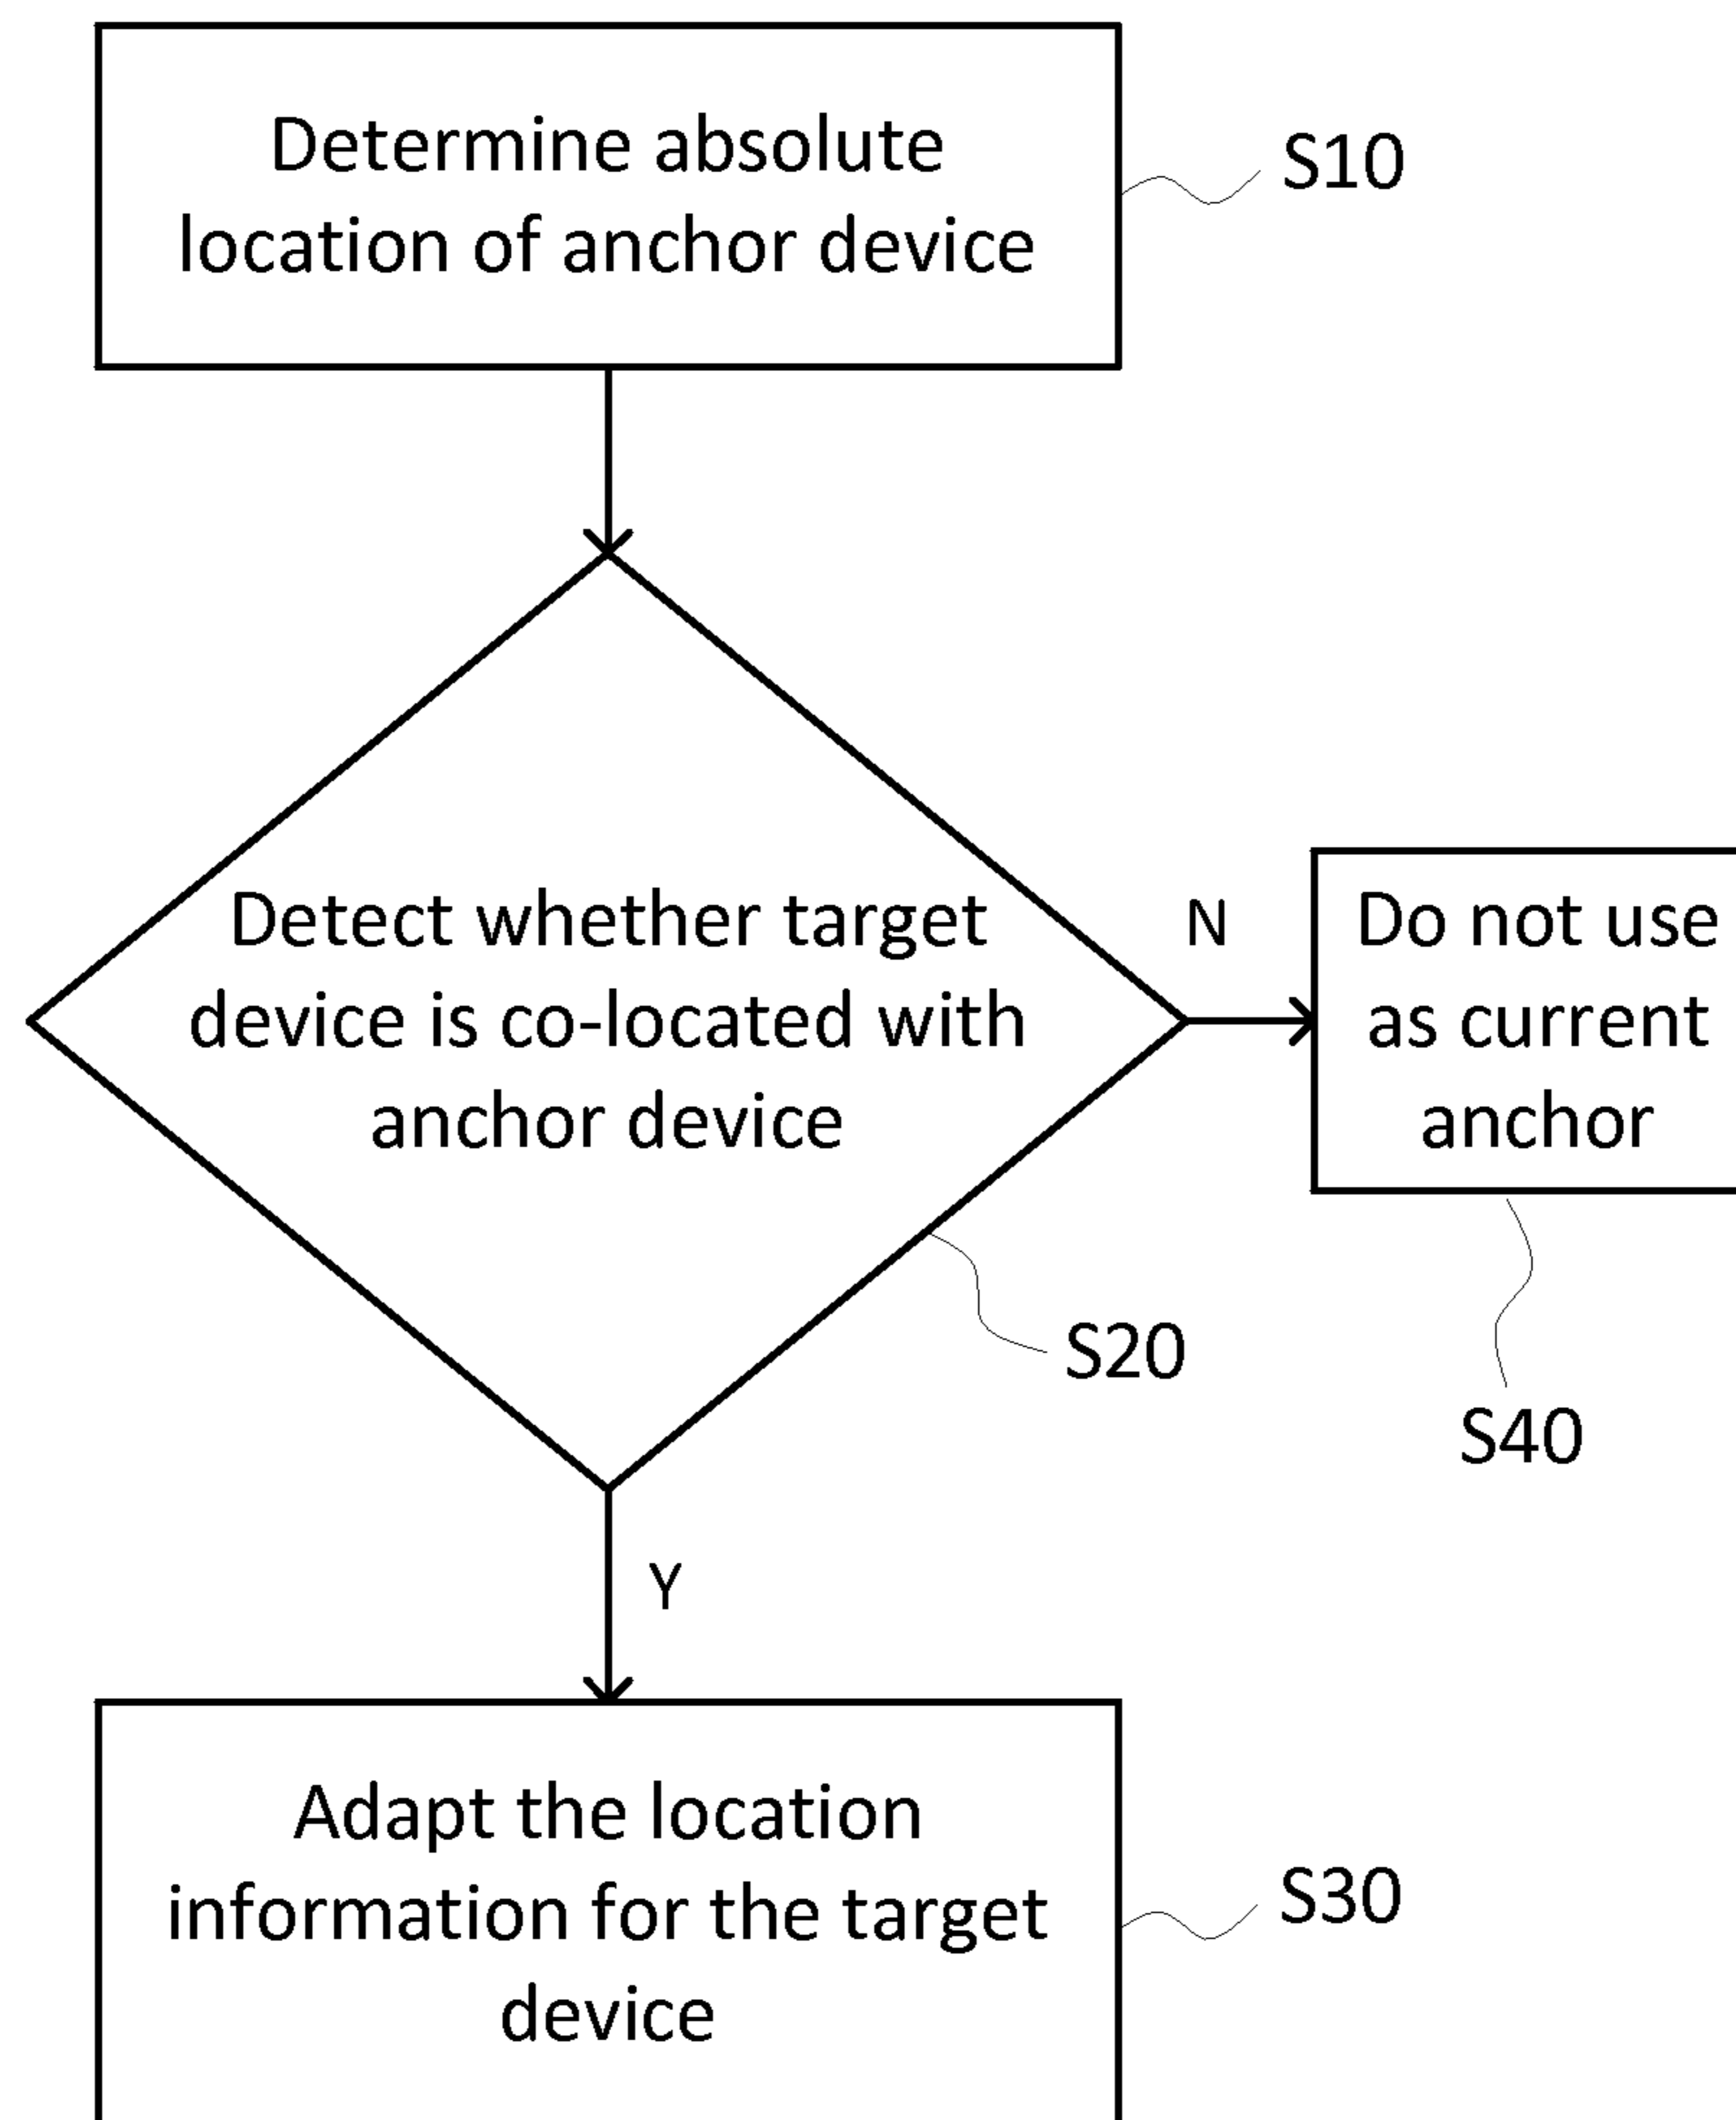 Determine absolute
location of anchor device
S10
Detect whether target
device is co-located with
anchor device
N
Do not use
as current
anchor
S20
S40
Y
Adapt the location
information for the target
device
S30